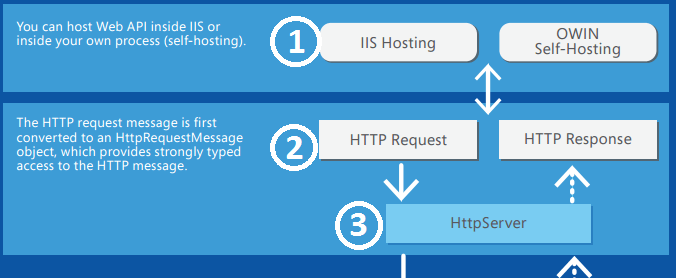 You can host Web API inside IIS or
inside your own process (self-hosting).
1
IIS Hosting
OWIN
Self-Hosting
The HTTP request message is first
converted to an HttpRequestMessage
object, which provides strongly typed
access to the HTTP message.
2
HTTP Request
HTTP Response
3
HttpServer